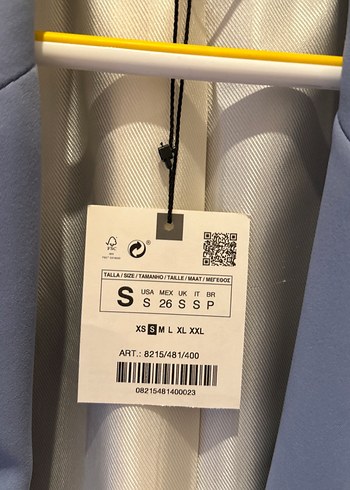 FSC
TALLA / SIZE / TAMANHO / TAILLE / MAAT / ΜΕΓΕΘΟΣ
S
USA MEX UK IT BR
S 26 S S P
XS S M L XL XXL
ART.: 8215/481/400
08215481400023